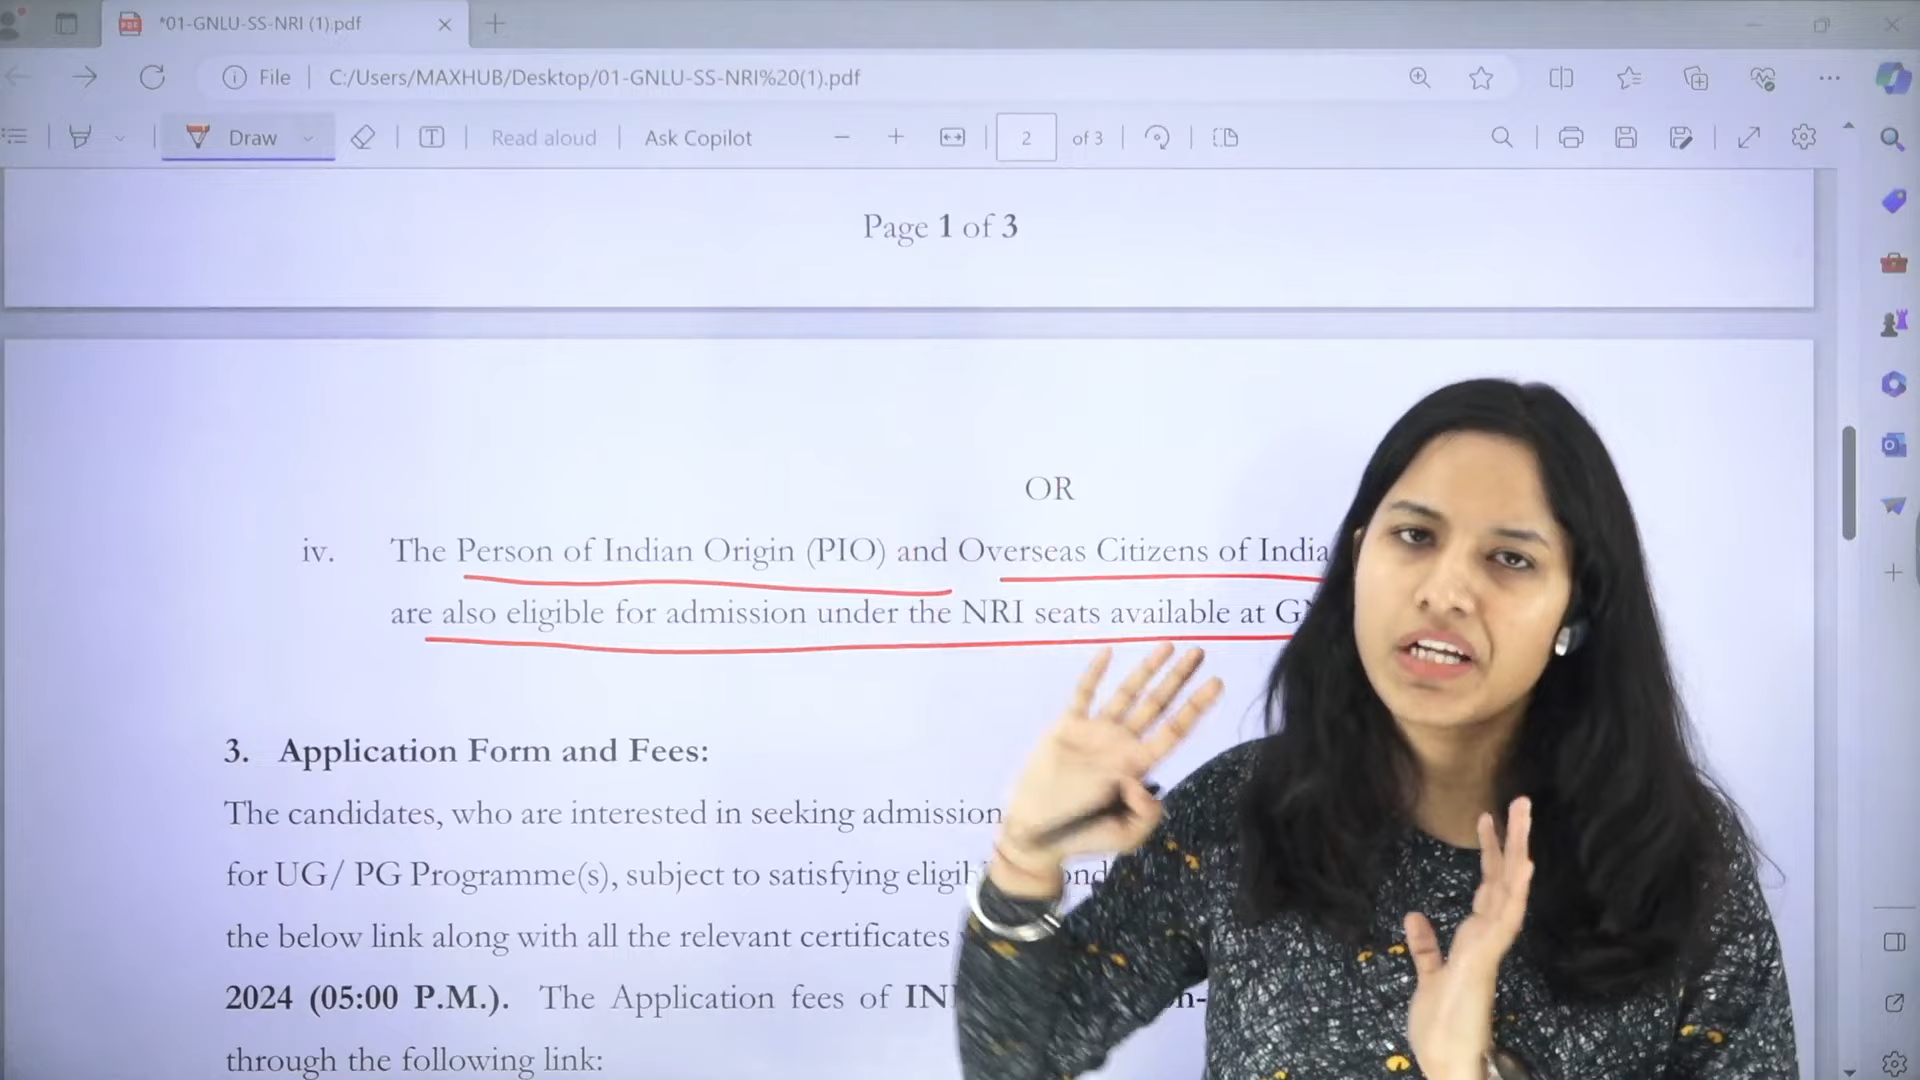 *01-GNLU-SS-NRI (1).pdf
File
C:/Users/MAXHUB/Desktop/01-GNLU-SS-NRI%20(1).pdf
Draw
Read aloud
Ask Copilot
2
of 3
Page 1 of 3
OR
iv. The Person of Indian Origin (PIO) and Overseas Citizens of India
are also eligible for admission under the NRI seats available at
3. Application Form and Fees:
The candidates, who are interested in seeking admission
for UG/ PG Programme(s), subject to satisfying
the below link along with all the relevant certificates
2024 (05:00 P.M.). The Application fees of
through the following link: